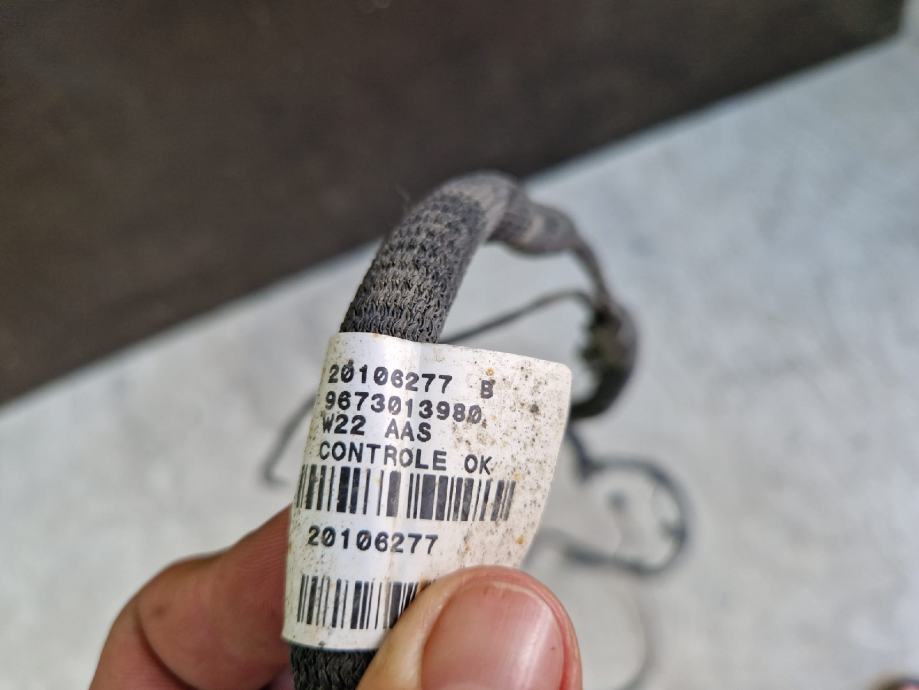 20106277 B
9673013980
W22 AAS
CONTROLE OK
20106277